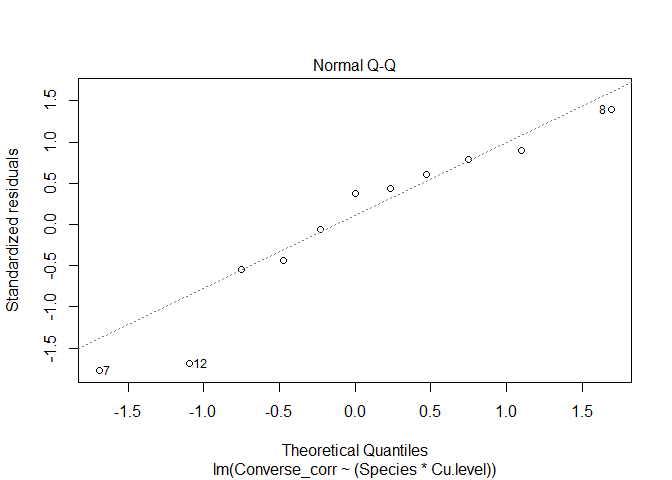 Normal Q-Q
Standardized residuals
1.5
1.0
0.5
0.0
-0.5
-1.0
-1.5
8
7
12
-1.5 -1.0 -0.5 0.0 0.5 1.0 1.5
Theoretical Quantiles
lm(Converse_corr ~ (Species * Cu.level))